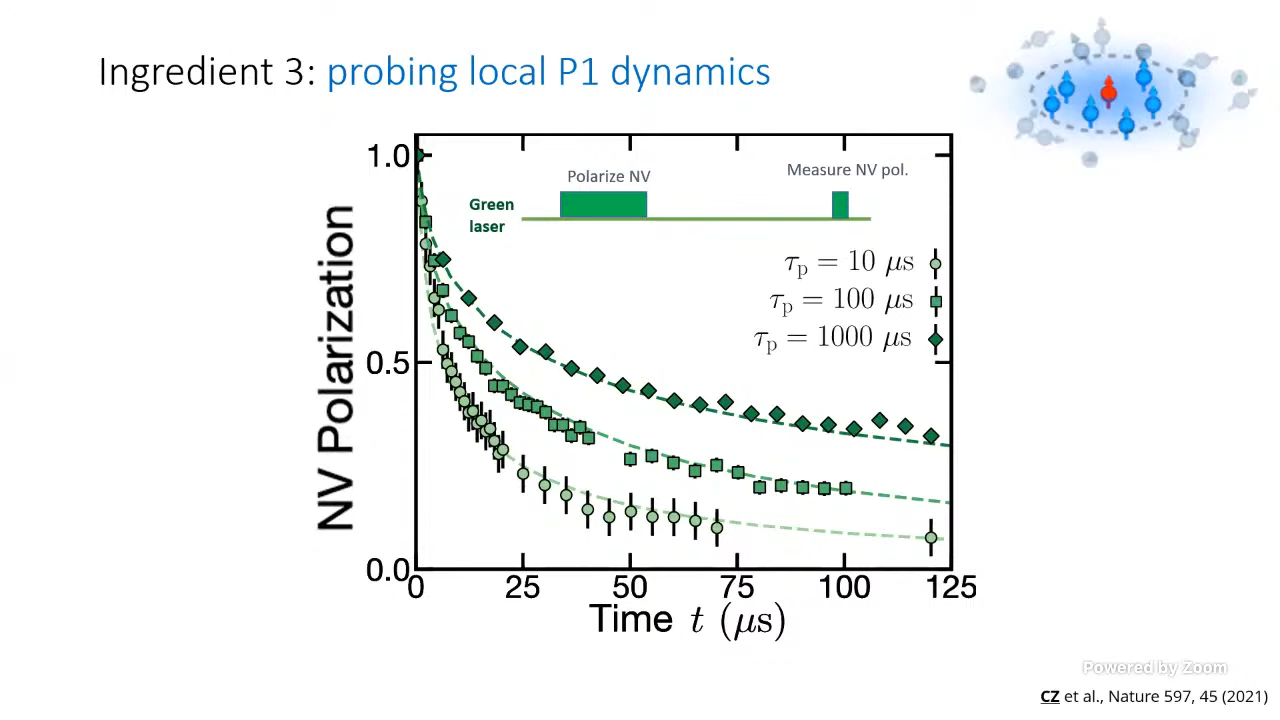 Ingredient 3: probing local P1 dynamics
1.0
0.5
0.0
NV Polarization
Polarize NV
Measure NV pol.
Green
laser
τp = 10 μs
τp = 100 μs
τp = 1000 μs
0 25 50 75 100 125
Time t (μs)
Powered by Zoom
CZ et al., Nature 597, 45 (2021)